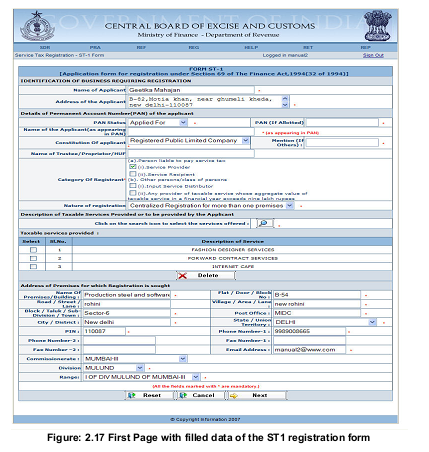 CENTRAL BOARD OF EXCISE AND CUSTOMS
Ministry of Finance - Department of Revenue
SDR PRA REF REG HELP RET REP
Service Tax Registration - ST-1 Form Logged in manual2 Sign Out
FORM ST-1
[Application form for registration under Section 69 of The Finance Act,1994(32 of 1994)]
IDENTIFICATION OF BUSINESS REQUIRING REGISTRATION
Name of Applicant Geetika Mahajan
Address of the Applicant B-82,Motia khan, near ghumeli kheda,
new delhi-110087
Details of Permanent Account Number(PAN) of the applicant
PAN Status Applied For PAN (If Allotted)
Name of the Applicant(as appearing in PAN) * (as appearing in PAN)
Constitution Of applicant Registered Public Limited Company Mention (If Others) :
Name of Trustee/Proprietor/HUF
(a).Person liable to pay service tax
(i).Service Provider
(ii).Service Recipient
Category Of Registrant* (b). Other persons/class of persons
(i).Input Service Distributor
(ii).Any provider of taxable service whose aggregate value of
taxable service in a financial year exceeds nine lakh rupees
Nature of registration Centralized Registration for more than one premises
Description of Taxable Services Provided or to be provided by the Applicant
Click on the search icon to select the services offered :
Taxable services provided :
Select Sl.No. Description of Service
1 FASHION DESIGNER SERVICES
2 FORWARD CONTRACT SERVICES
3 INTERNET CAFE
Delete
Address of Premises for which Registration is sought
Name Of Premises/Building : Production steel and software Flat / Door / Block No : B-54
Road / Street / Lane : rohini Village / Area / Lane : new rohini
Block / Taluk / Sub-Division / Town : Sector-6 Post Office : MIDC
City / District : New delhi State / Union Territory : DELHI
PIN : 110087 Phone Number-1 : 9989008665
Phone Number-2 : Fax Number-1 :
Fax Number -2 : Email Address : manual2@www.com
Commissionerate : MUMBAI-III
Division MULUND
Range: I OF DIV MULUND OF MUMBAI-III
(All the fields marked with * are mandatory )
Reset Cancel Next
© Copyright Information 2007
Figure: 2.17 First Page with filled data of the ST1 registration form